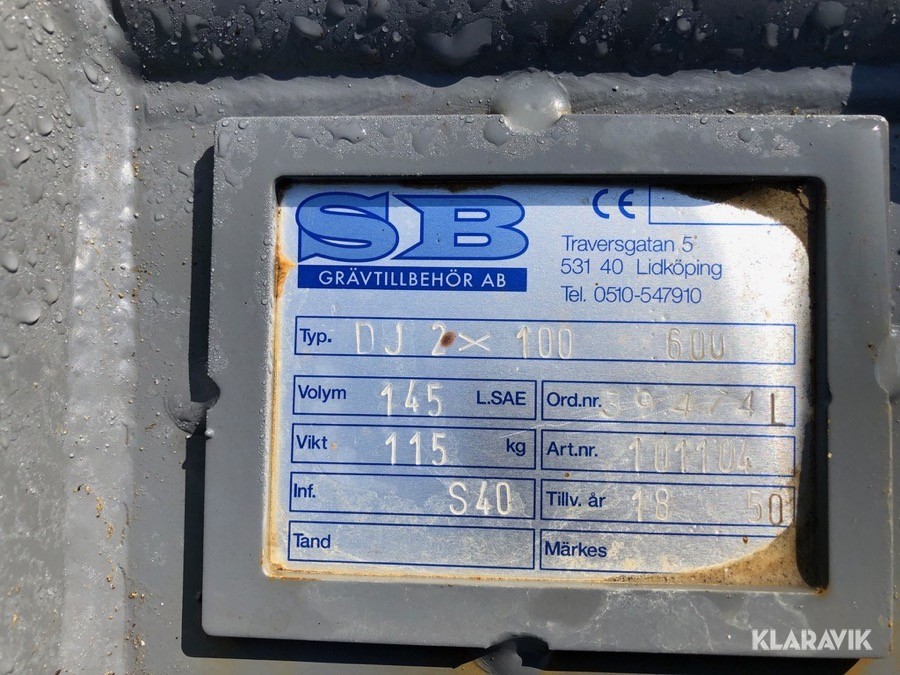 SB
GRÄVTILLBEHÖR AB
CE
Traversgatan 5
531 40 Lidköping
Tel. 0510-547910
Typ. DJ 2x 100 600
Volym 145 L.SAE
Ord.nr. 394741
Vikt 115 kg
Art.nr. 101104
Inf. S40
Tillv. år 18 50
Tand
Märkes
KLARAVIK